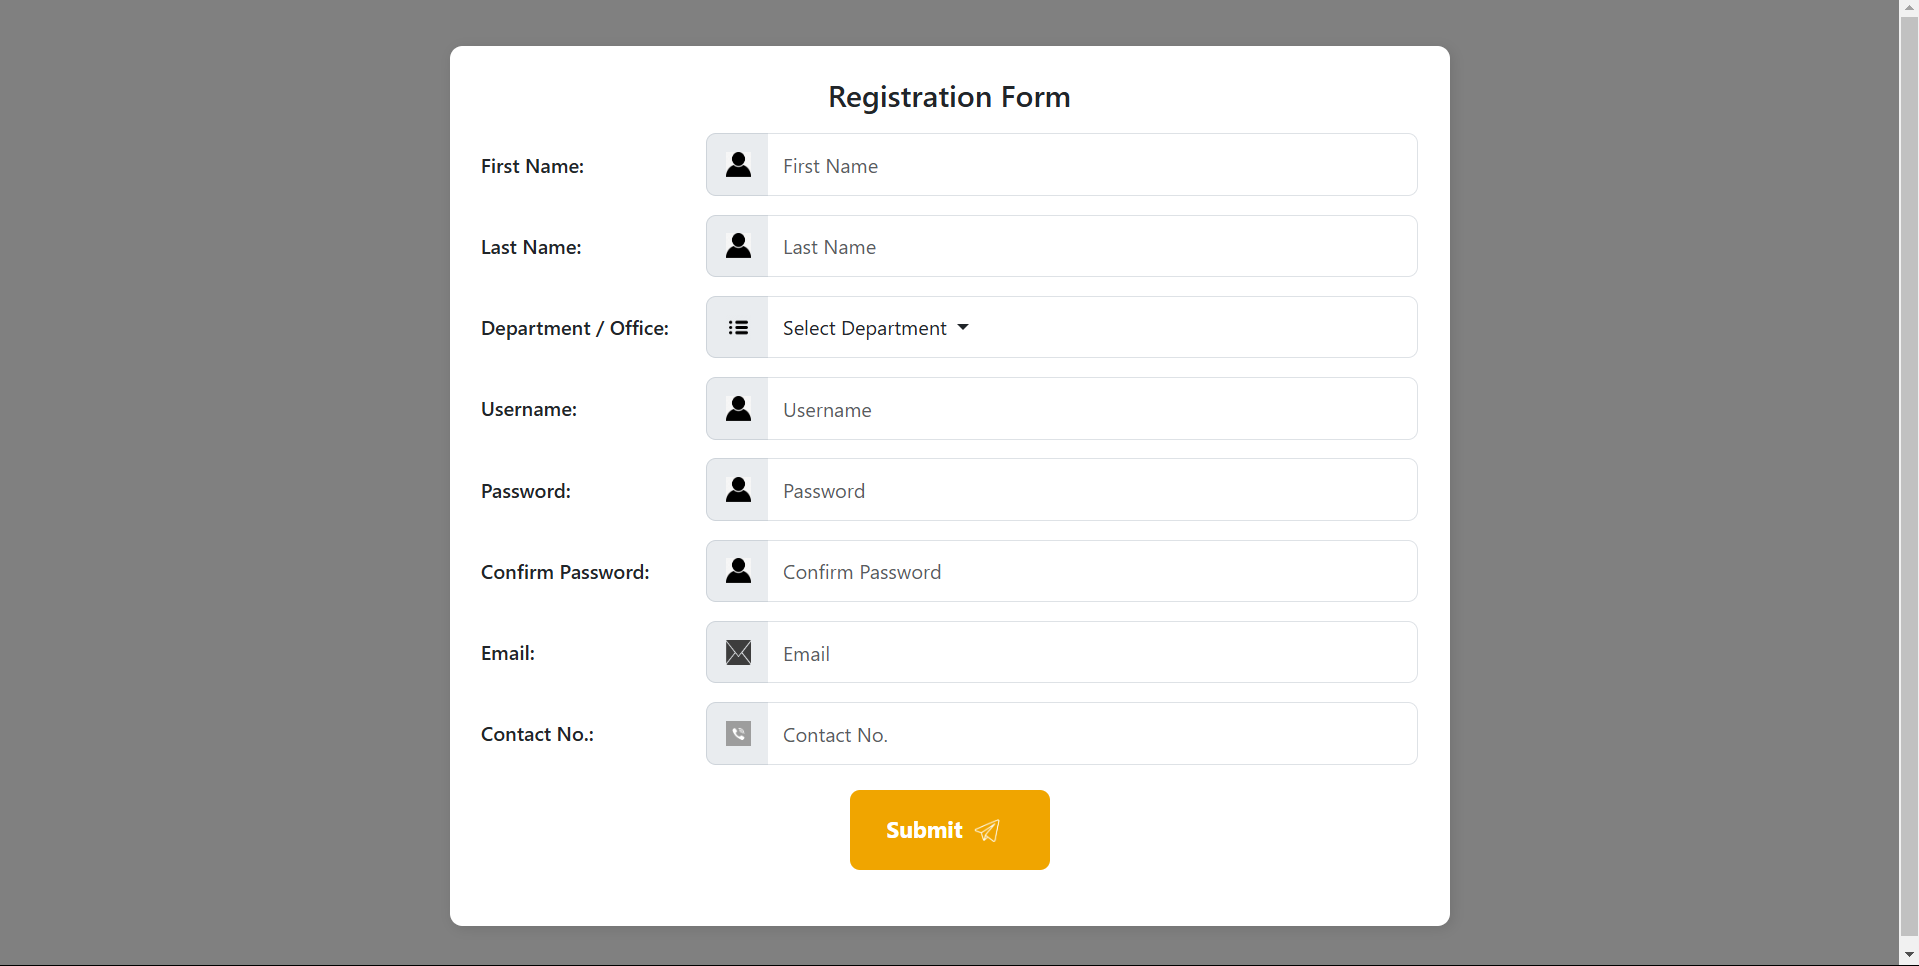 Registration Form
First Name: First Name
Last Name: Last Name
Department / Office: Select Department
Username: Username
Password: Password
Confirm Password: Confirm Password
Email: Email
Contact No.: Contact No.
Submit